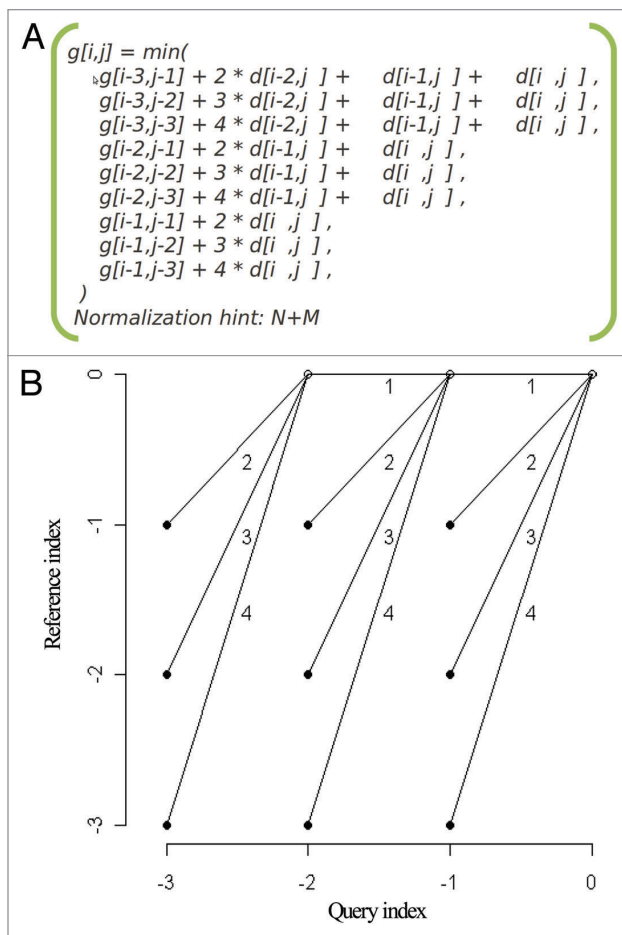 A
g[i,j] = min(
g[i-3,j-1] + 2 * d[i-2,j ] + d[i-1,j ] + d[i ,j ] ,
g[i-3,j-2] + 3 * d[i-2,j ] + d[i-1,j ] + d[i ,j ] ,
g[i-3,j-3] + 4 * d[i-2,j ] + d[i-1,j ] + d[i ,j ] ,
g[i-2,j-1] + 2 * d[i-1,j ] + d[i ,j ] ,
g[i-2,j-2] + 3 * d[i-1,j ] + d[i ,j ] ,
g[i-2,j-3] + 4 * d[i-1,j ] + d[i ,j ] ,
g[i-1,j-1] + 2 * d[i ,j ] ,
g[i-1,j-2] + 3 * d[i ,j ] ,
g[i-1,j-3] + 4 * d[i ,j ] ,
)
Normalization hint: N+M
B
0
1 1
2 2 2
-1
3 3 3
4 4 4
Reference index
-2
-3
-3 -2 -1 0
Query index